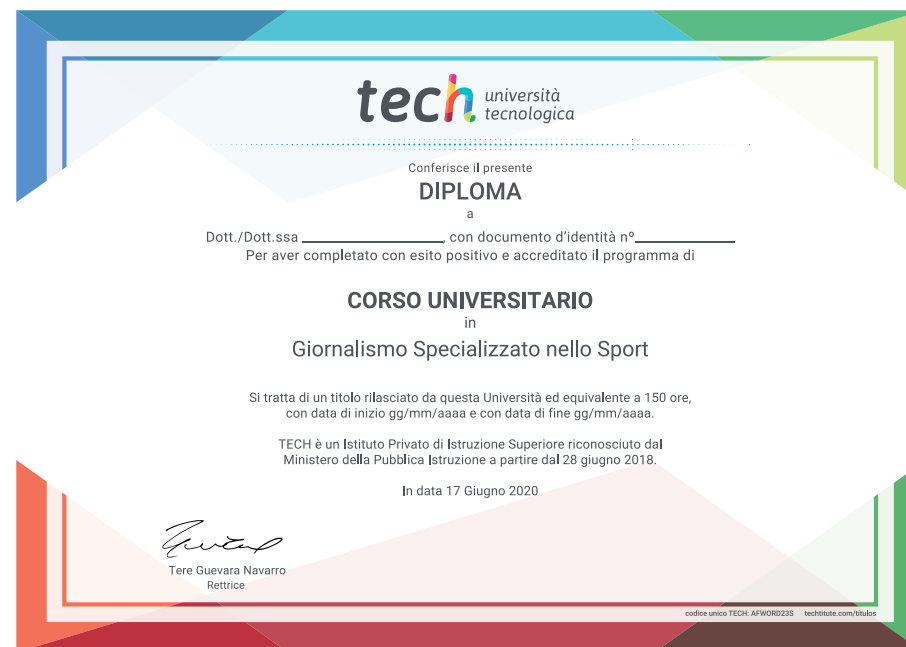 tech università
tecnologica
Conferisce il presente
DIPLOMA
a
Dott./Dott.ssa ____________________, con documento d'identità nº______________
Per aver completato con esito positivo e accreditato il programma di
CORSO UNIVERSITARIO
in
Giornalismo Specializzato nello Sport
Si tratta di un titolo rilasciato da questa Università ed equivalente a 150 ore,
con data di inizio gg/mm/aaaa e con data di fine gg/mm/aaaa.
TECH è un Istituto Privato di Istruzione Superiore riconosciuto dal
Ministero della Pubblica Istruzione a partire dal 28 giugno 2018.
In data 17 Giugno 2020
Tere Guevara Navarro
Rettrice
codice unico TECH: AFWORD23S techtitute.com/titulos